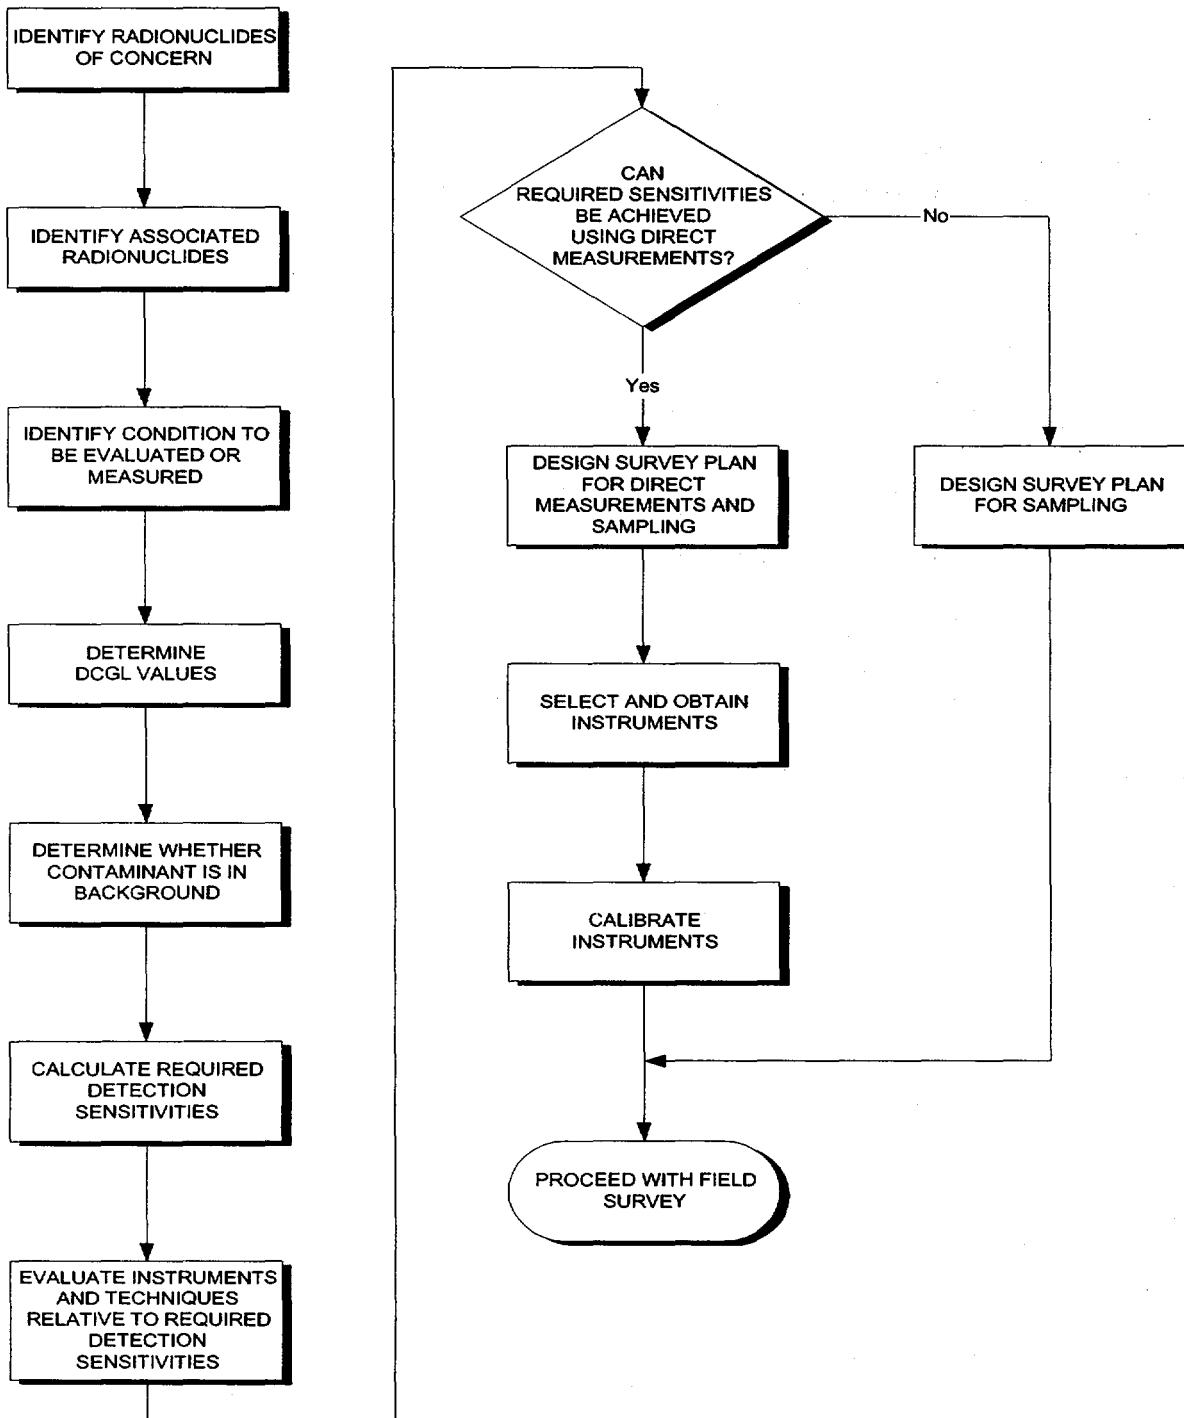 IDENTIFY RADIONUCLIDES
OF CONCERN
IDENTIFY ASSOCIATED
RADIONUCLIDES
IDENTIFY CONDITION TO
BE EVALUATED OR
MEASURED
DETERMINE
DCGL VALUES
DETERMINE WHETHER
CONTAMINANT IS IN
BACKGROUND
CALCULATE REQUIRED
DETECTION
SENSITIVITIES
EVALUATE INSTRUMENTS
AND TECHNIQUES
RELATIVE TO REQUIRED
DETECTION
SENSITIVITIES
CAN
REQUIRED SENSITIVITIES
BE ACHIEVED
USING DIRECT
MEASUREMENTS?
No
Yes
DESIGN SURVEY PLAN
FOR DIRECT
MEASUREMENTS AND
SAMPLING
DESIGN SURVEY PLAN
FOR SAMPLING
SELECT AND OBTAIN
INSTRUMENTS
CALIBRATE
INSTRUMENTS
PROCEED WITH FIELD
SURVEY